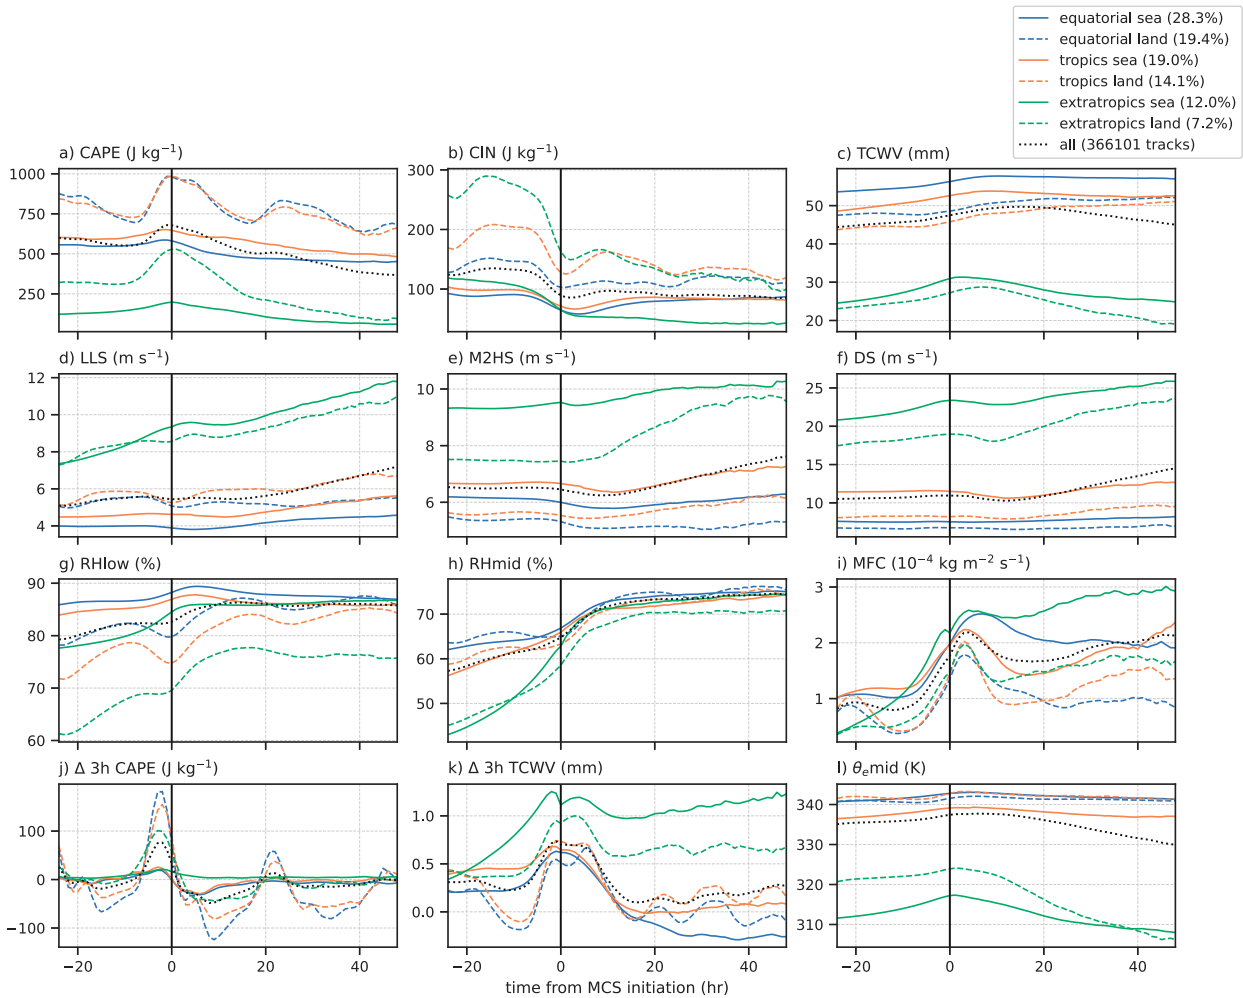 equatorial sea (28.3%)
equatorial land (19.4%)
tropics sea (19.0%)
tropics land (14.1%)
extratropics sea (12.0%)
extratropics land (7.2%)
all (366101 tracks)
a) CAPE (J kg⁻¹)
b) CIN (J kg⁻¹)
c) TCWV (mm)
1000
750
500
250
300
200
100
50
40
30
20
d) LLS (m s⁻¹)
e) M2HS (m s⁻¹)
f) DS (m s⁻¹)
12
10
8
6
4
10
8
6
25
20
15
10
g) RHlow (%)
h) RHmid (%)
i) MFC (10⁻⁴ kg m⁻² s⁻¹)
90
80
70
60
70
60
50
3
2
1
j) Δ 3h CAPE (J kg⁻¹)
k) Δ 3h TCWV (mm)
l) θₑmid (K)
100
0
−100
1.0
0.5
0.0
340
330
320
310
−20 0 20 40
−20 0 20 40
−20 0 20 40
time from MCS initiation (hr)